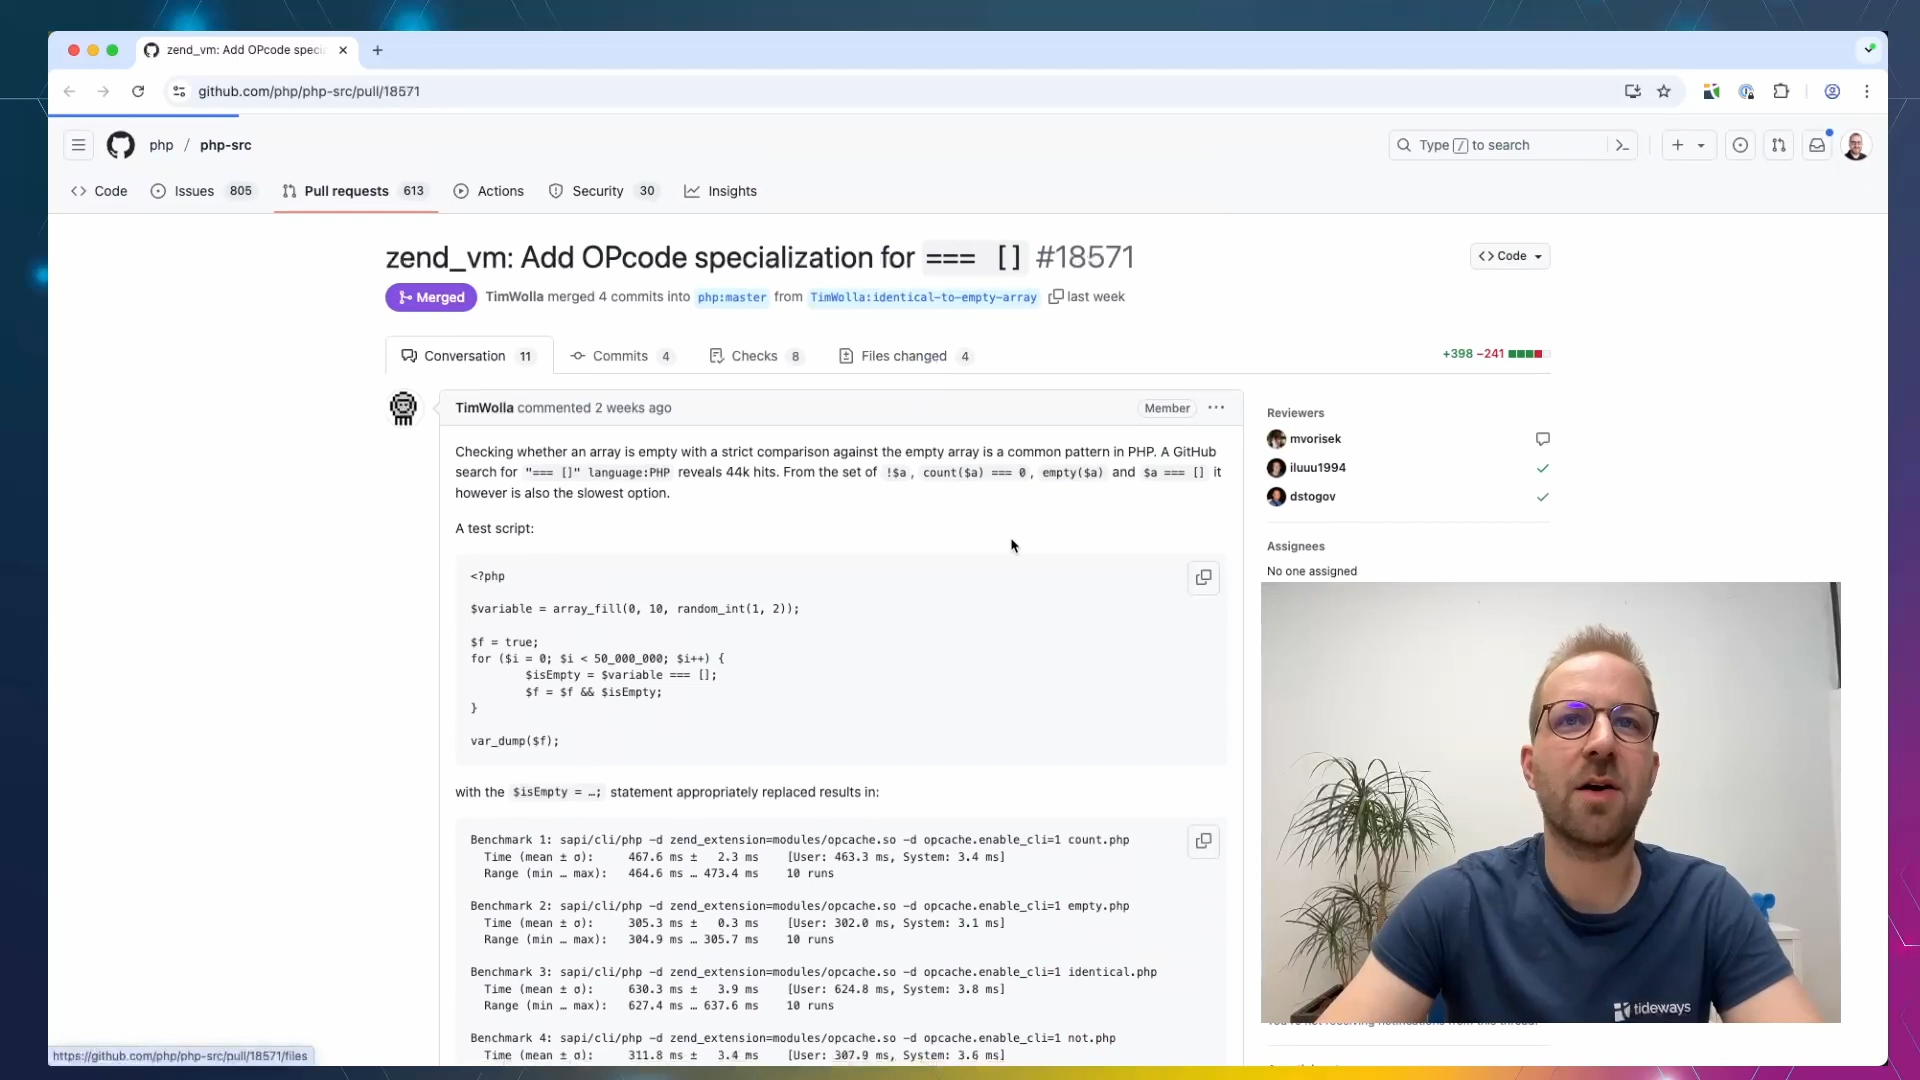 zend_vm: Add OPcode speci
github.com/php/php-src/pull/18571
php / php-src
Type / to search
Code
Issues 805
Pull requests 613
Actions
Security 30
Insights
zend_vm: Add OPcode specialization for === [] #18571
Code
Merged TimWolla merged 4 commits into php:master from TimWolla:identical-to-empty-array last week
Conversation 11
Commits 4
Checks 8
Files changed 4
+398 −241
TimWolla commented 2 weeks ago
Member
Checking whether an array is empty with a strict comparison against the empty array is a common pattern in PHP. A GitHub
search for "=== []" language:PHP reveals 44k hits. From the set of !$a , count($a) === 0 , empty($a) and $a === [] it
however is also the slowest option.
A test script:
<?php
$variable = array_fill(0, 10, random_int(1, 2));
$f = true;
for ($i = 0; $i < 50_000_000; $i++) {
$isEmpty = $variable === [];
$f = $f && $isEmpty;
}
var_dump($f);
with the $isEmpty = …; statement appropriately replaced results in:
Benchmark 1: sapi/cli/php -d zend_extension=modules/opcache.so -d opcache.enable_cli=1 count.php
Time (mean ± σ): 467.6 ms ± 2.3 ms [User: 463.3 ms, System: 3.4 ms]
Range (min … max): 464.6 ms … 473.4 ms 10 runs
Benchmark 2: sapi/cli/php -d zend_extension=modules/opcache.so -d opcache.enable_cli=1 empty.php
Time (mean ± σ): 305.3 ms ± 0.3 ms [User: 302.0 ms, System: 3.1 ms]
Range (min … max): 304.9 ms … 305.7 ms 10 runs
Benchmark 3: sapi/cli/php -d zend_extension=modules/opcache.so -d opcache.enable_cli=1 identical.php
Time (mean ± σ): 630.3 ms ± 3.9 ms [User: 624.8 ms, System: 3.8 ms]
Range (min … max): 627.4 ms … 637.6 ms 10 runs
Benchmark 4: sapi/cli/php -d zend_extension=modules/opcache.so -d opcache.enable_cli=1 not.php
Time (mean ± σ): 311.8 ms ± 3.4 ms [User: 307.9 ms, System: 3.6 ms]
Reviewers
mvorisek
iluuu1994
dstogov
Assignees
No one assigned
tideways
https://github.com/php/php-src/pull/18571/files